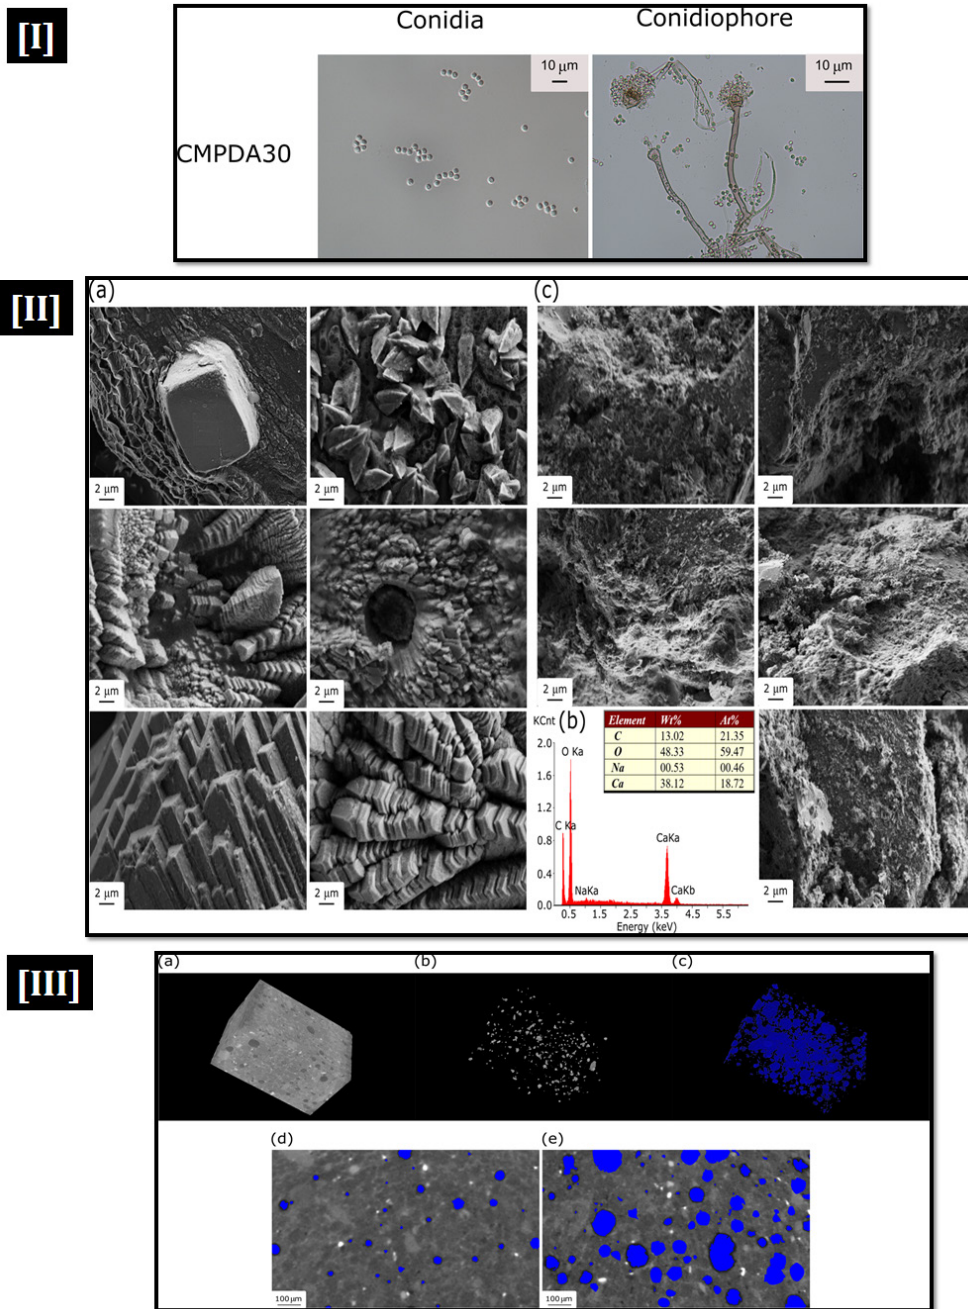 [I]
Conidia
Conidiophore
10 μm
10 μm
CMPDA30
[II]
(a)
(c)
2 μm
2 μm
2 μm
2 μm
2 μm
2 μm
2 μm
2 μm
KCnt (b)
Element Wt% At%
C 13.02 21.35
O 48.33 59.47
Na 00.53 00.46
Ca 38.12 18.72
2.0
1.6
1.2
0.8
0.4
0.0
O Ka
C Ka
NaKa
CaKa
CaKb
0.5 1.5 2.5 3.5 4.5 5.5
Energy (keV)
2 μm
2 μm
2 μm
[III]
(a)
(b)
(c)
(d)
(e)
100 μm
100 μm